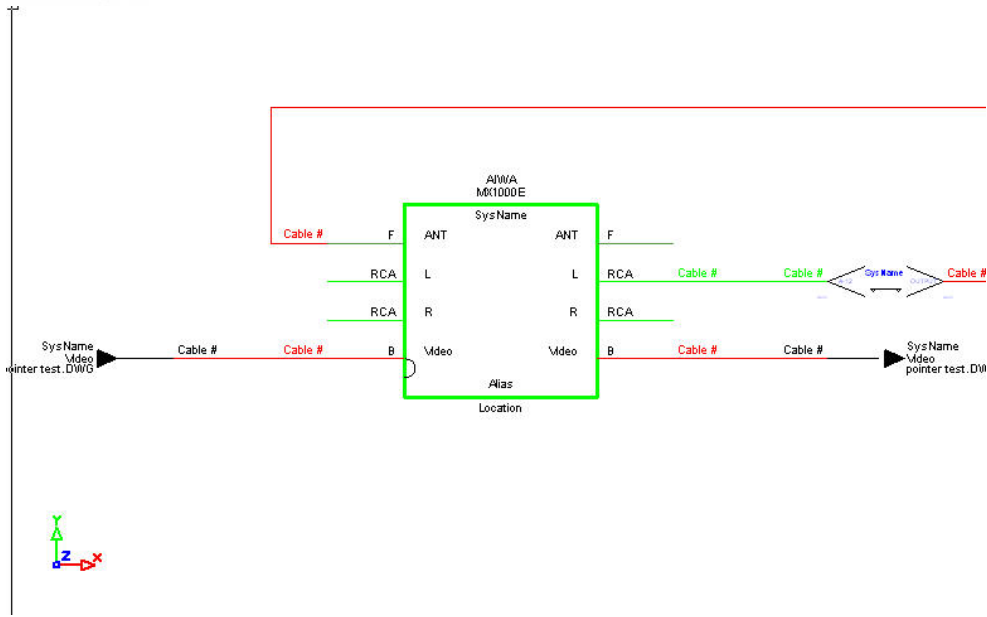 AIWA
MX1000E
SysName
Cable # F ANT ANT F
RCA L L RCA Cable # Cable # SysName Cable #
RCA R R RCA
SysName
Video
pointer test.DWG
Cable # Cable # B Video Video B Cable # Cable #
SysName
Video
pointer test.DW
Alias
Location
Y
Z X